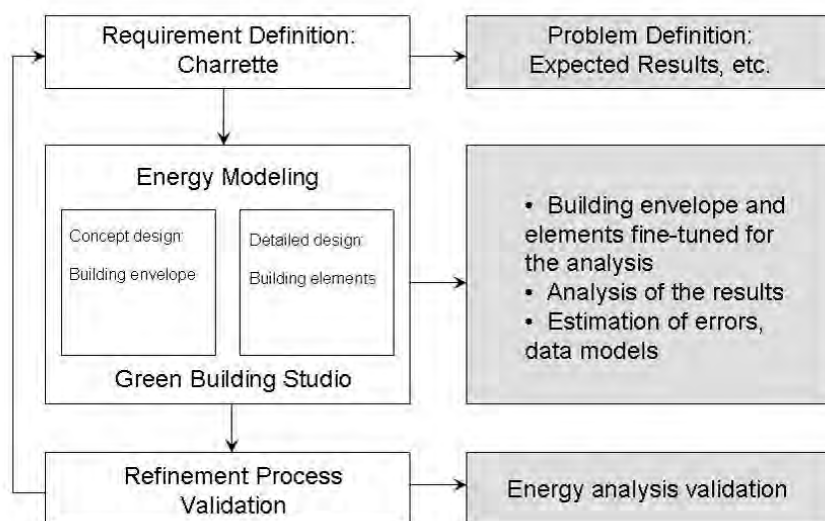 Requirement Definition:
Charrette
Problem Definition:
Expected Results, etc.
Energy Modeling
Concept design:
Building envelope
Detailed design:
Building elements
Green Building Studio
• Building envelope and
elements fine-tuned for
the analysis
• Analysis of the results
• Estimation of errors,
data models
Refinement Process
Validation
Energy analysis validation